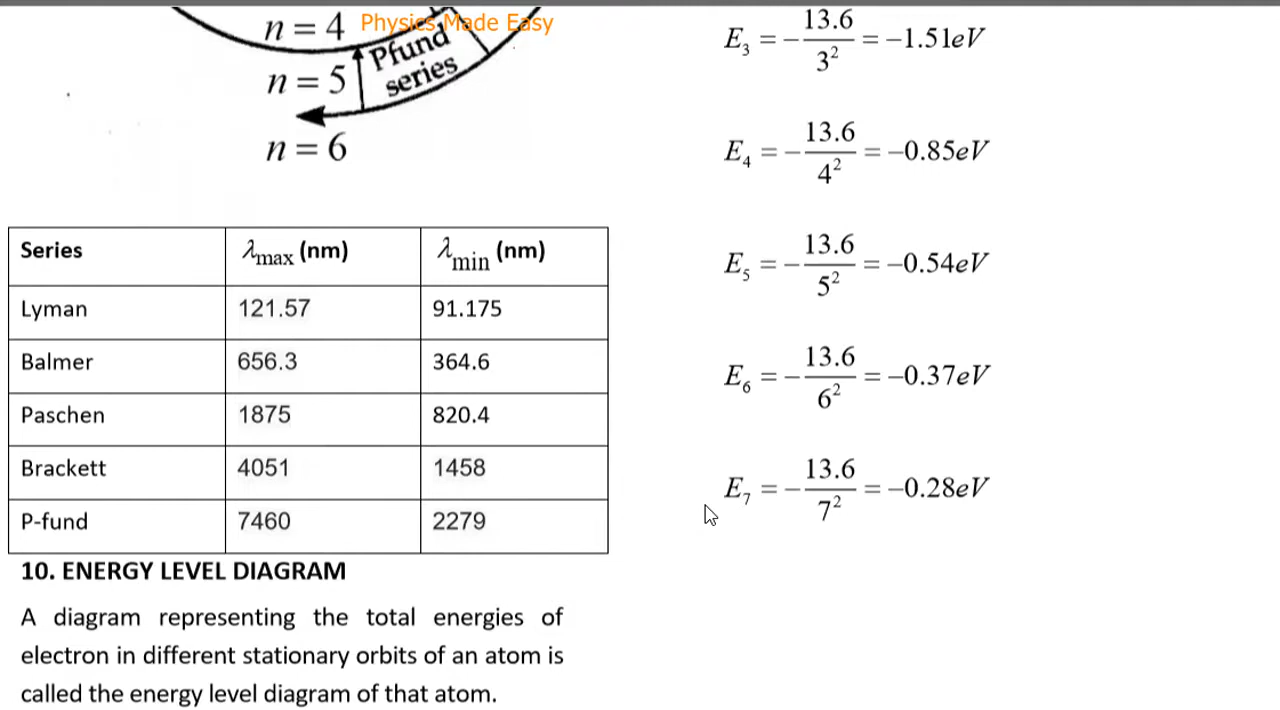 n = 4 Physics Made Easy
Pfund
series
n = 5
n = 6
Series λmax (nm) λmin (nm)
Lyman 121.57 91.175
Balmer 656.3 364.6
Paschen 1875 820.4
Brackett 4051 1458
P-fund 7460 2279
10. ENERGY LEVEL DIAGRAM
A diagram representing the total energies of
electron in different stationary orbits of an atom is
called the energy level diagram of that atom.
E₃ = −13.6/3² = −1.51eV
E₄ = −13.6/4² = −0.85eV
E₅ = −13.6/5² = −0.54eV
E₆ = −13.6/6² = −0.37eV
E₇ = −13.6/7² = −0.28eV